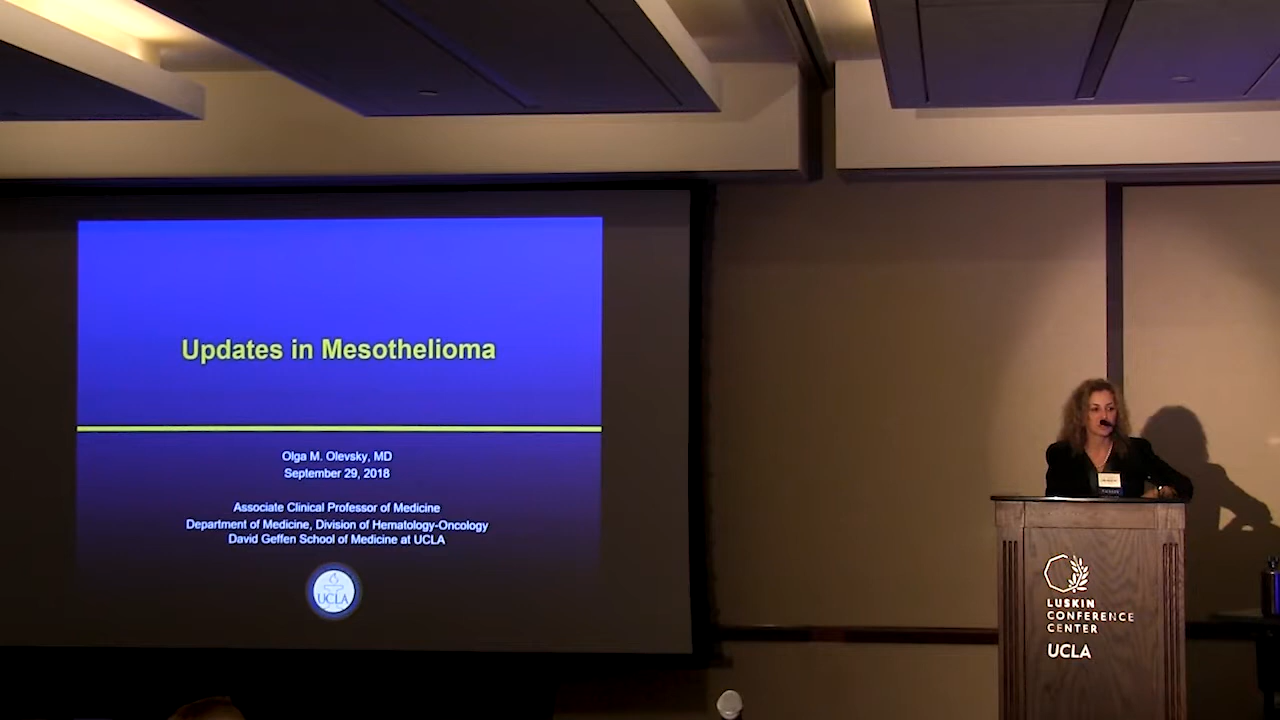 Updates in Mesothelioma
Olga M. Olevsky, MD
September 29, 2018
Associate Clinical Professor of Medicine
Department of Medicine, Division of Hematology-Oncology
David Geffen School of Medicine at UCLA
UCLA
LUSKIN
CONFERENCE
CENTER
UCLA